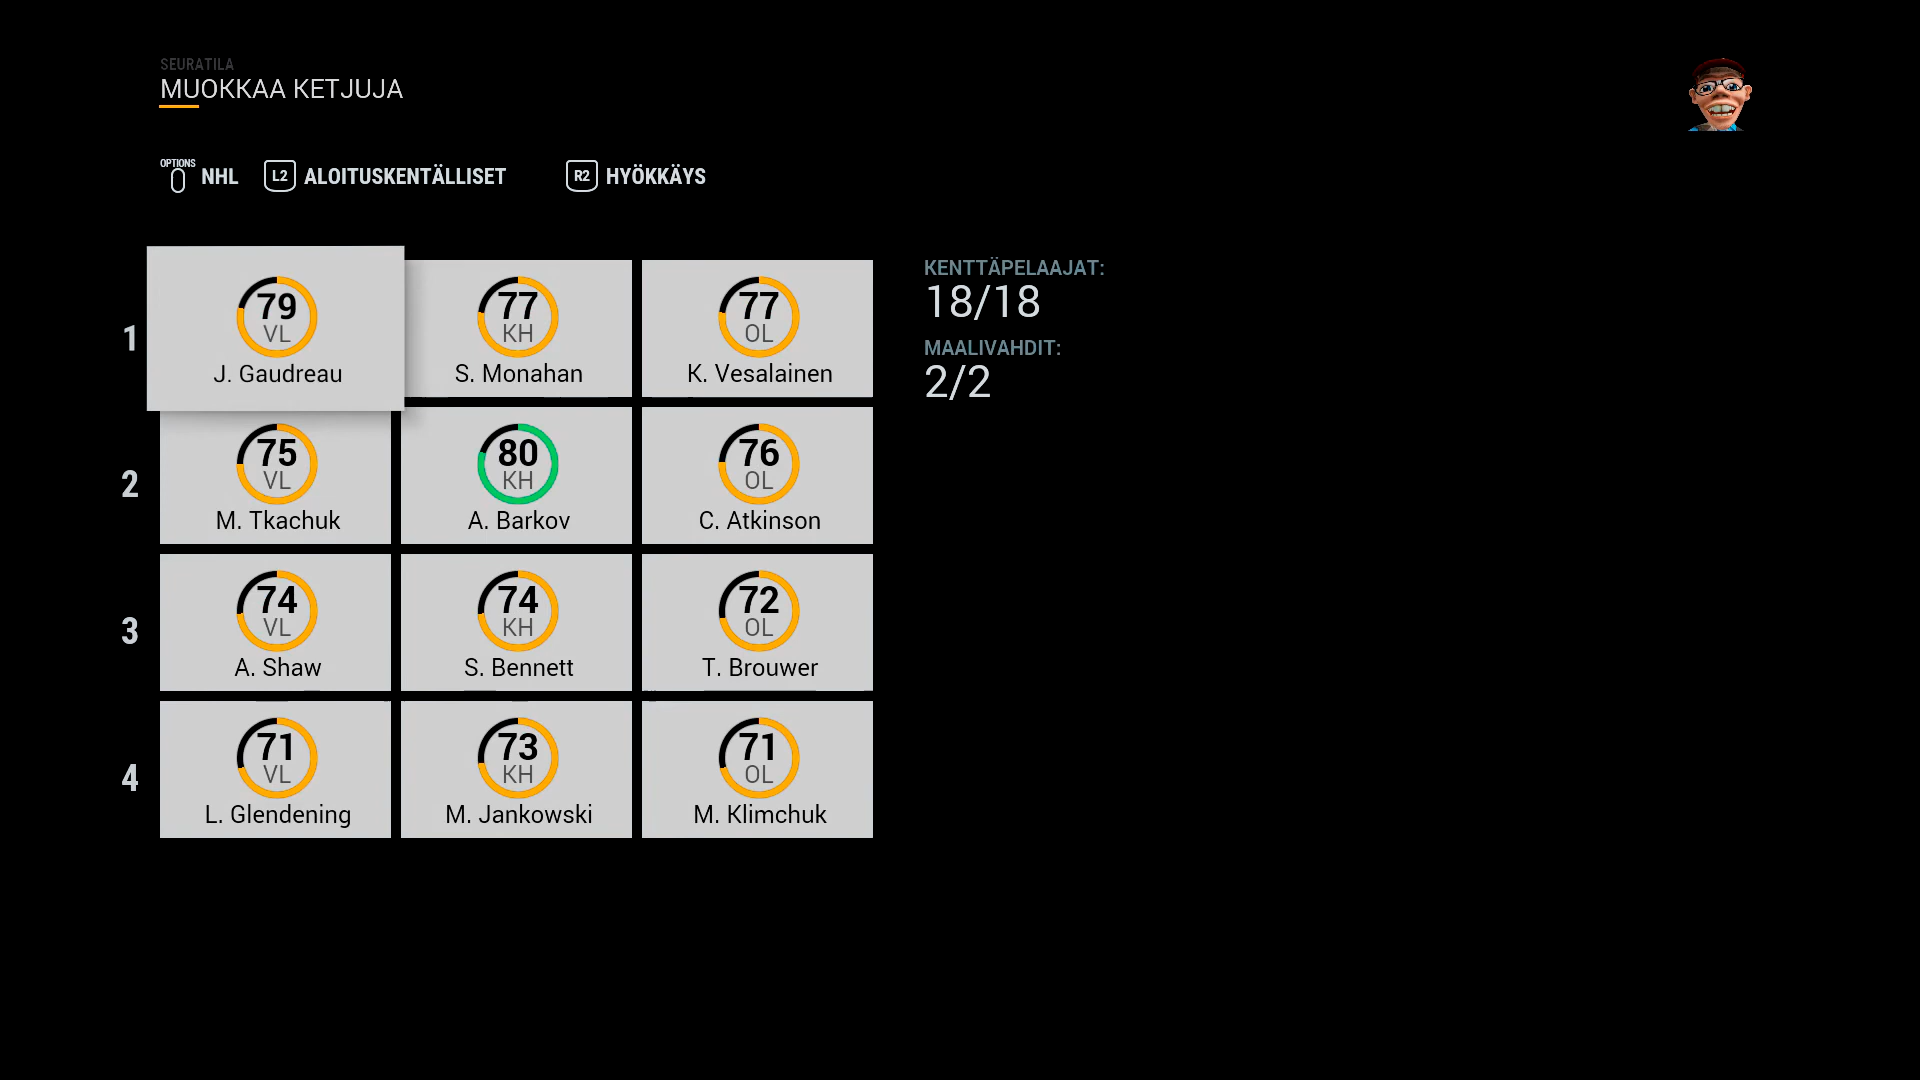 SEURATILA
MUOKKAA KETJUJA
OPTIONS NHL L2 ALOITUSKENTÄLLISET R2 HYÖKKÄYS
1
79 VL J. Gaudreau
77 KH S. Monahan
77 OL K. Vesalainen
2
75 VL M. Tkachuk
80 KH A. Barkov
76 OL C. Atkinson
3
74 VL A. Shaw
74 KH S. Bennett
72 OL T. Brouwer
4
71 VL L. Glendening
73 KH M. Jankowski
71 OL M. Klimchuk
KENTTÄPELAAJAT:
18/18
MAALIVAHDIT:
2/2